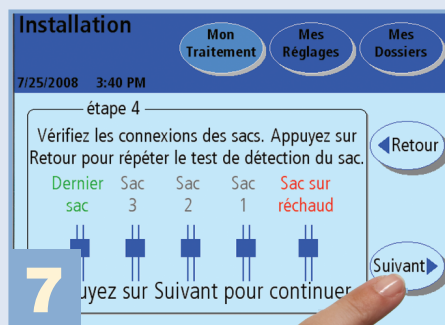 Installation
Mon
Traitement
Mes
Réglages
Mes
Dossiers
7/25/2008 3:40 PM
étape 4
Vérifiez les connexions des sacs. Appuyez sur
Retour pour répéter le test de détection du sac.
Retour
Dernier sac
Sac 3
Sac 2
Sac 1
Sac sur réchaud
Suivant
uyez sur Suivant pour continuer
7